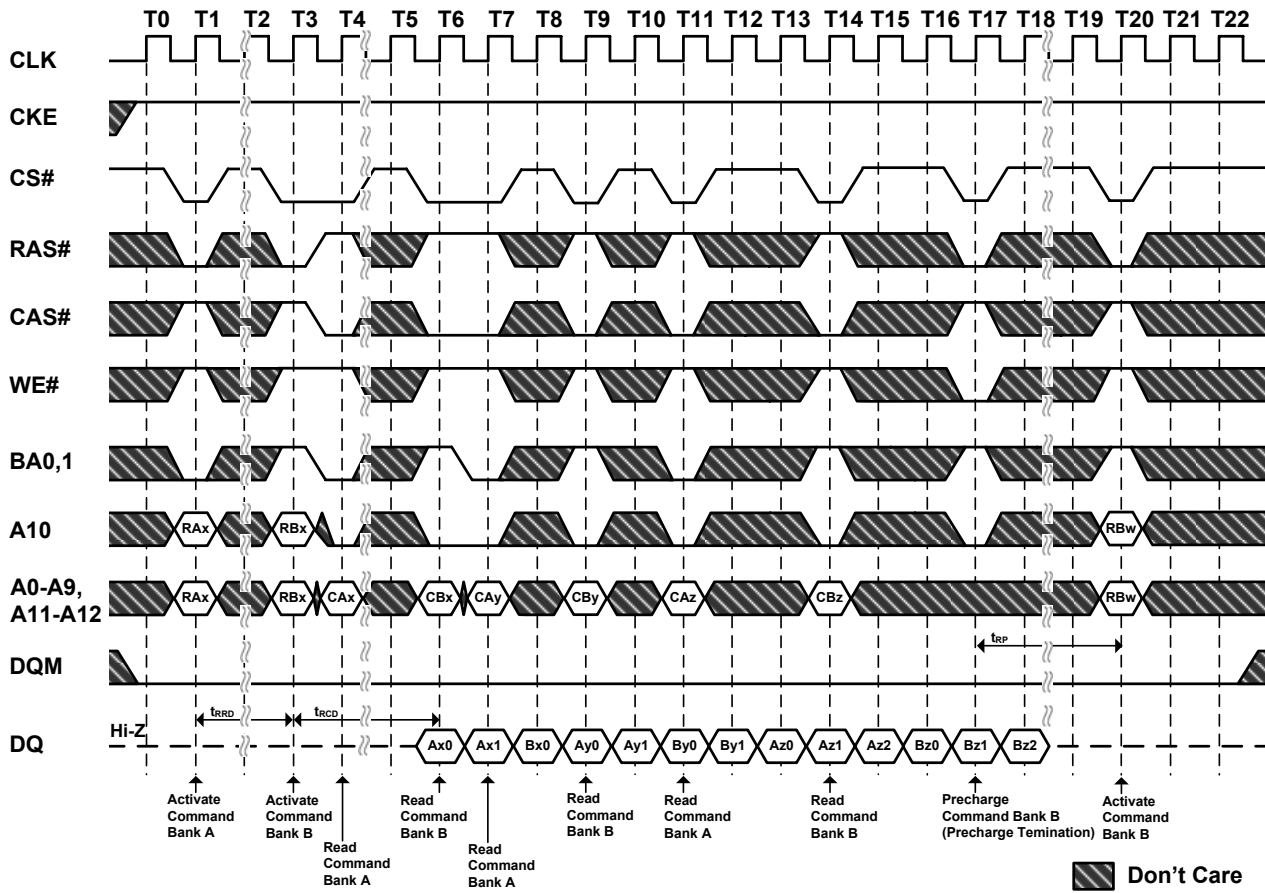 T0 T1 T2 T3 T4 T5 T6 T7 T8 T9 T10 T11 T12 T13 T14 T15 T16 T17 T18 T19 T20 T21 T22
CLK
CKE
CS#
RAS#
CAS#
WE#
BA0,1
A10
RAx RBx RBw
A0-A9,
A11-A12
RAx RBx CAx CBx CAy CBy CAz CBz RBw
tRP
DQM
tRRD tRCD
Hi-Z
DQ
Ax0 Ax1 Bx0 Ay0 Ay1 By0 By1 Az0 Az1 Az2 Bz0 Bz1 Bz2
Activate
Command
Bank A
Activate
Command
Bank B
Read
Command
Bank A
Read
Command
Bank B
Read
Command
Bank A
Read
Command
Bank B
Read
Command
Bank A
Read
Command
Bank B
Precharge
Command Bank B
(Precharge Temination)
Activate
Command
Bank B
Don't Care